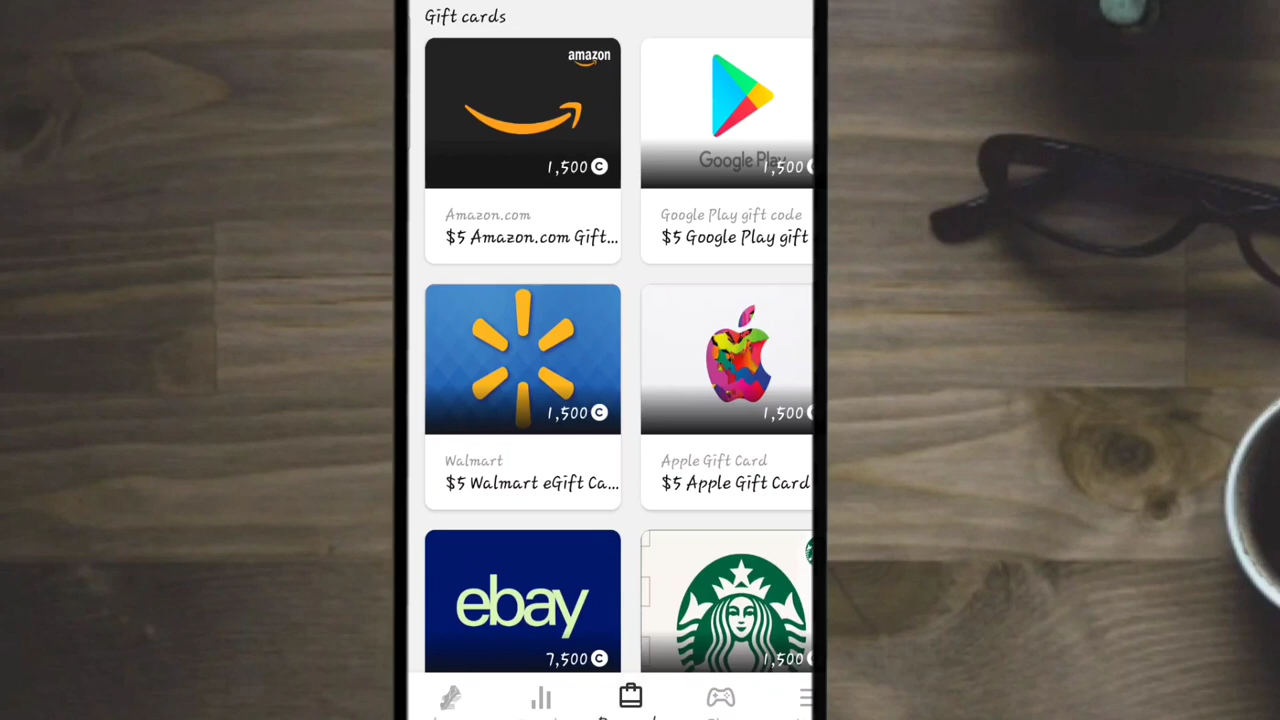 Gift cards
amazon
1,500 C
Google Play
1,500
Amazon.com
$5 Amazon.com Gift...
Google Play gift code
$5 Google Play gift
1,500 C
1,500
Walmart
$5 Walmart eGift Ca...
Apple Gift Card
$5 Apple Gift Card
ebay
7,500 C
1,500